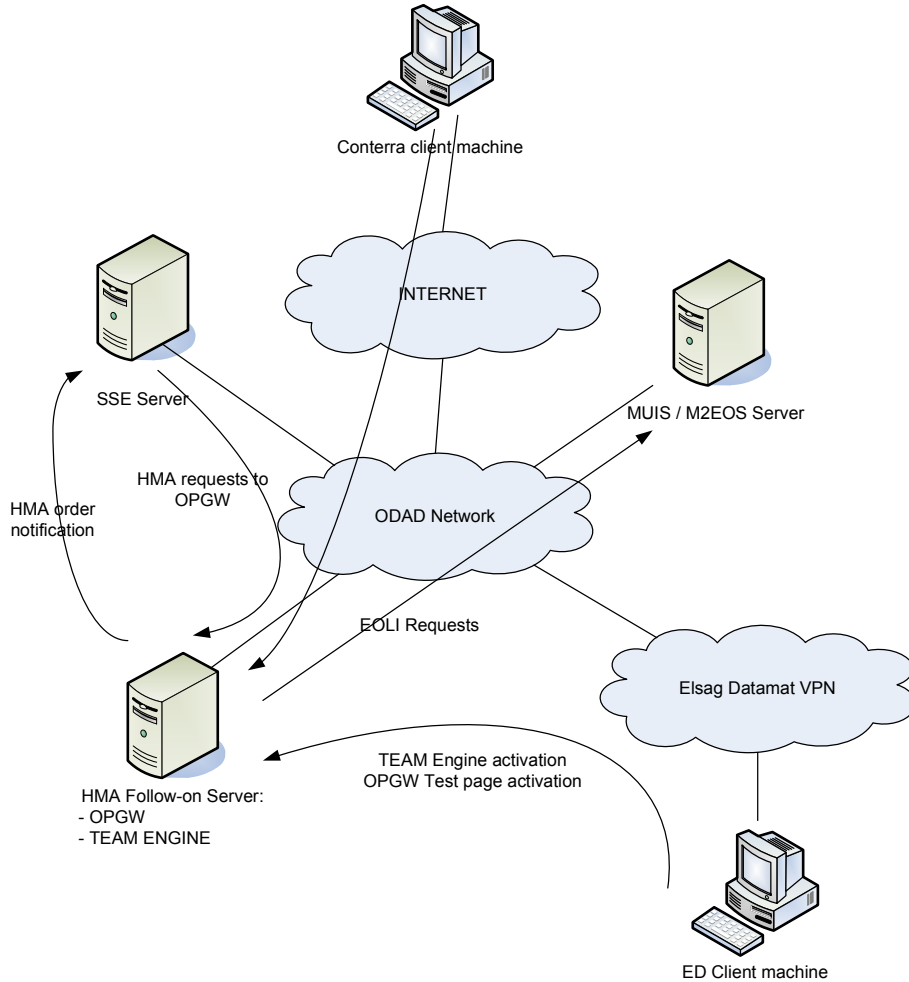 Conterra client machine
INTERNET
SSE Server
MUIS / M2EOS Server
HMA requests to
OPGW
HMA order
notification
ODAD Network
EOLI Requests
Elsag Datamat VPN
TEAM Engine activation
OPGW Test page activation
HMA Follow-on Server:
- OPGW
- TEAM ENGINE
ED Client machine